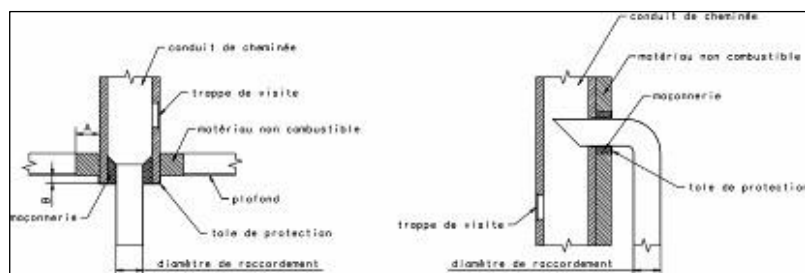 conduit de cheminée
trappe de visite
A
matériau non combustible
B
plafond
maçonnerie
tole de protection
diamètre de raccordement
conduit de cheminée
matériau non combustible
maçonnerie
tole de protection
trappe de visite
diamètre de raccordement